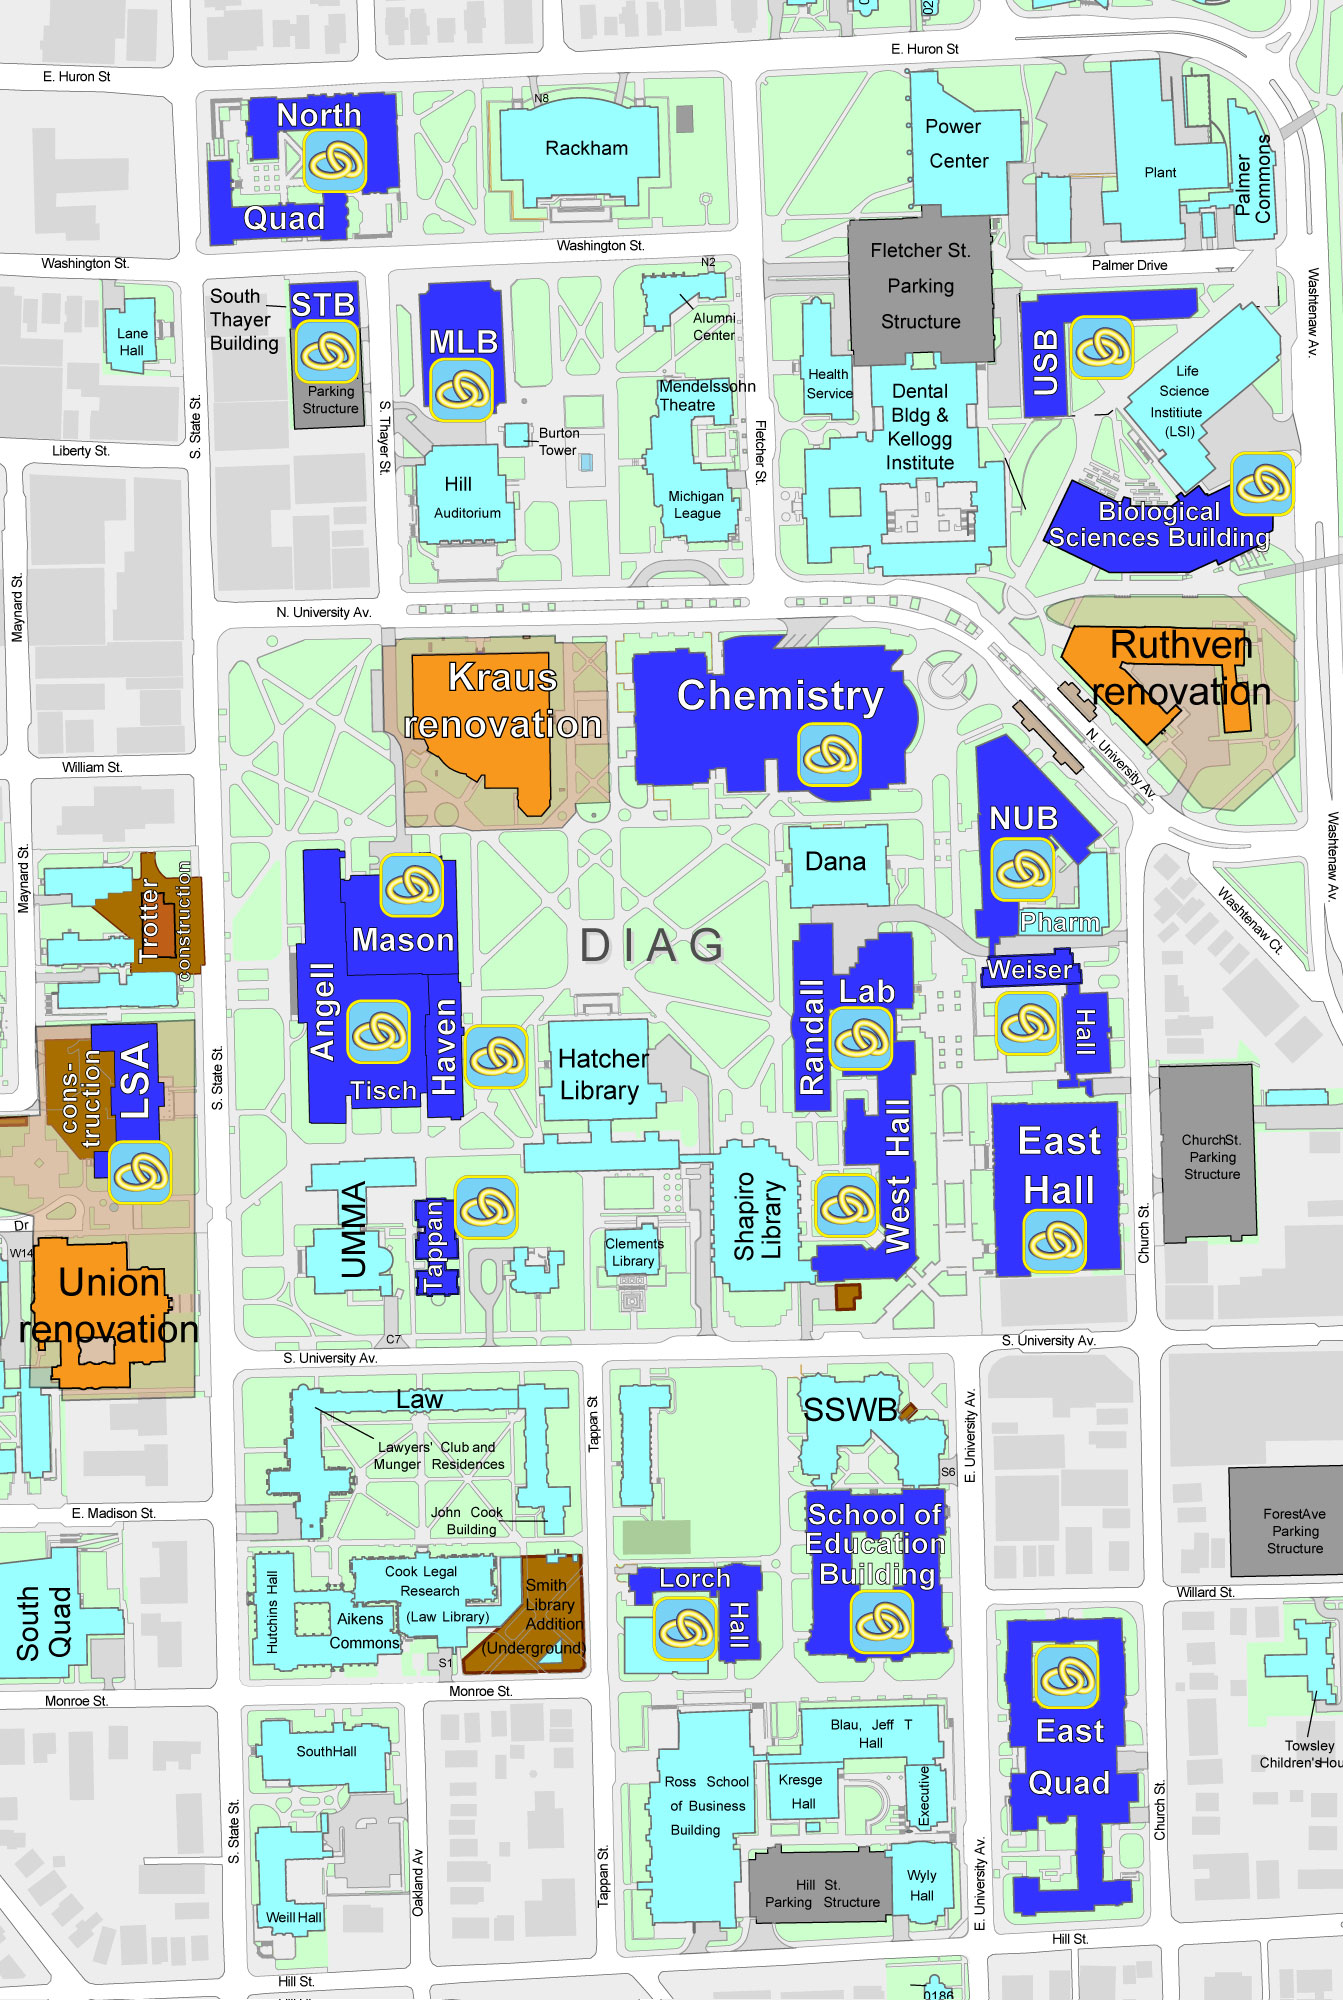 E. Huron St
02
E. Huron St
North
Quad
N8
Rackham
Power
Center
Plant
Palmer
Commons
Washington St.
Washington St.
Fletcher St.
Parking
Structure
Palmer Drive
Washtenaw Av.
South
Thayer
Building
STB
Parking
Structure
MLB
N2
Alumni
Center
USB
Lane
Hall
Health
Service
Mendelssohn
Theatre
Dental
Bldg &
Kellogg
Institute
Life
Science
Institiute
(LSI)
S. State St.
S. Thayer St.
Fletcher St.
Burton
Tower
Liberty St.
Hill
Auditorium
Michigan
League
Biological
Sciences Building
Maynard St.
N. University Av.
Kraus
renovation
Chemistry
Ruthven
renovation
N. University Av.
William St.
NUB
Maynard St.
Trotter
construction
Dana
Pharm
Washtenaw Av.
Washtenaw Ct.
Mason
DIAG
Angell
Haven
Tisch
Randall
Lab
Weiser
Hall
LSA
cons-
truction
S. State St.
Hatcher
Library
West Hall
East
Hall
ChurchSt.
Parking
Structure
Church St.
UMMA
Tappan
Shapiro
Library
Clements
Library
Dr
W14
Union
renovation
C7
S. University Av.
S. University Av.
Law
Lawyers' Club and
Munger Residences
John Cook
Building
Tappan St
SSWB
S6
E. University Av.
E. Madison St.
School of
Education
Building
ForestAve
Parking
Structure
South
Quad
Hutchins Hall
Cook Legal
Research
(Law Library)
Aikens
Commons
Smith
Library
Addition
(Underground)
S1
Lorch
Hall
Willard St.
Monroe St.
Monroe St.
East
Quad
Towsley
Children'sHou
SouthHall
Ross School
of Business
Building
Blau, Jeff T
Hall
Kresge
Hall
Executive
S. State St.
Oakland Av
Tappan St.
E. University Av.
Church St.
Weill Hall
Hill St.
Parking Structure
Wyly
Hall
Hill St.
Hill St.
0186